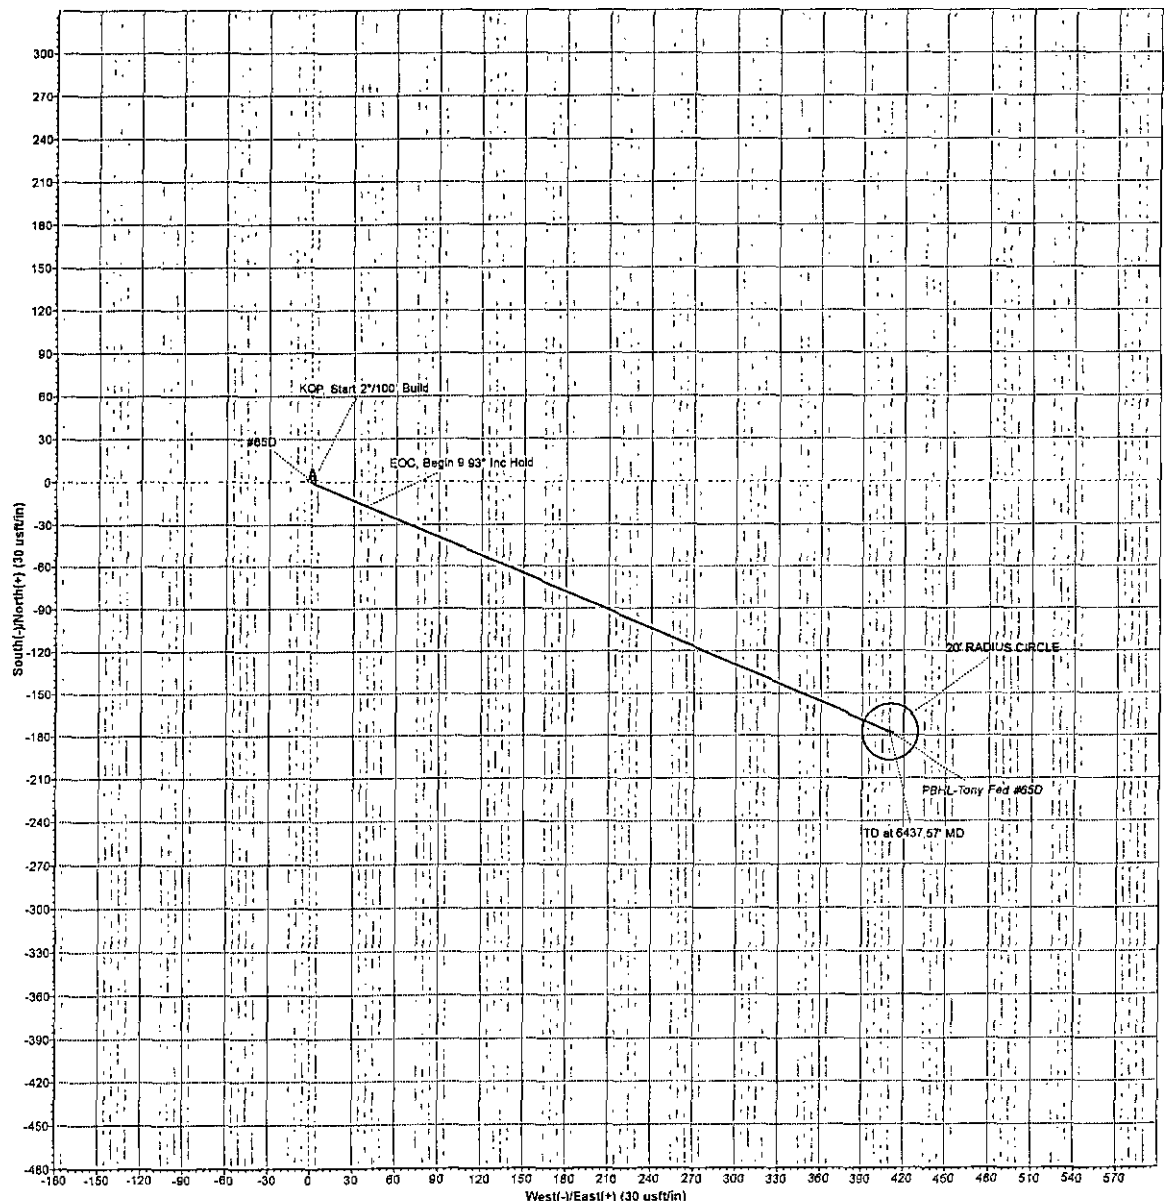 300
270
240
210
180
150
120
90
60
30
0
-30
-60
-90
-120
-150
-180
-210
-240
-270
-300
-330
-360
-390
-420
-450
-480
South(-)/North(+) (30 usft/in)
KOP, Start 2°/100' Build
#65D
A
EOC, Begin 9 93° Inc Hold
20' RADIUS CIRCLE
PBHL-Tony Fed #65D
TD at 6437.57' MD
-180 -150 -120 -90 -60 -30 0 30 60 90 120 150 180 210 240 270 300 330 360 390 420 450 480 510 540 570
West(-)/East(+) (30 usft/in)